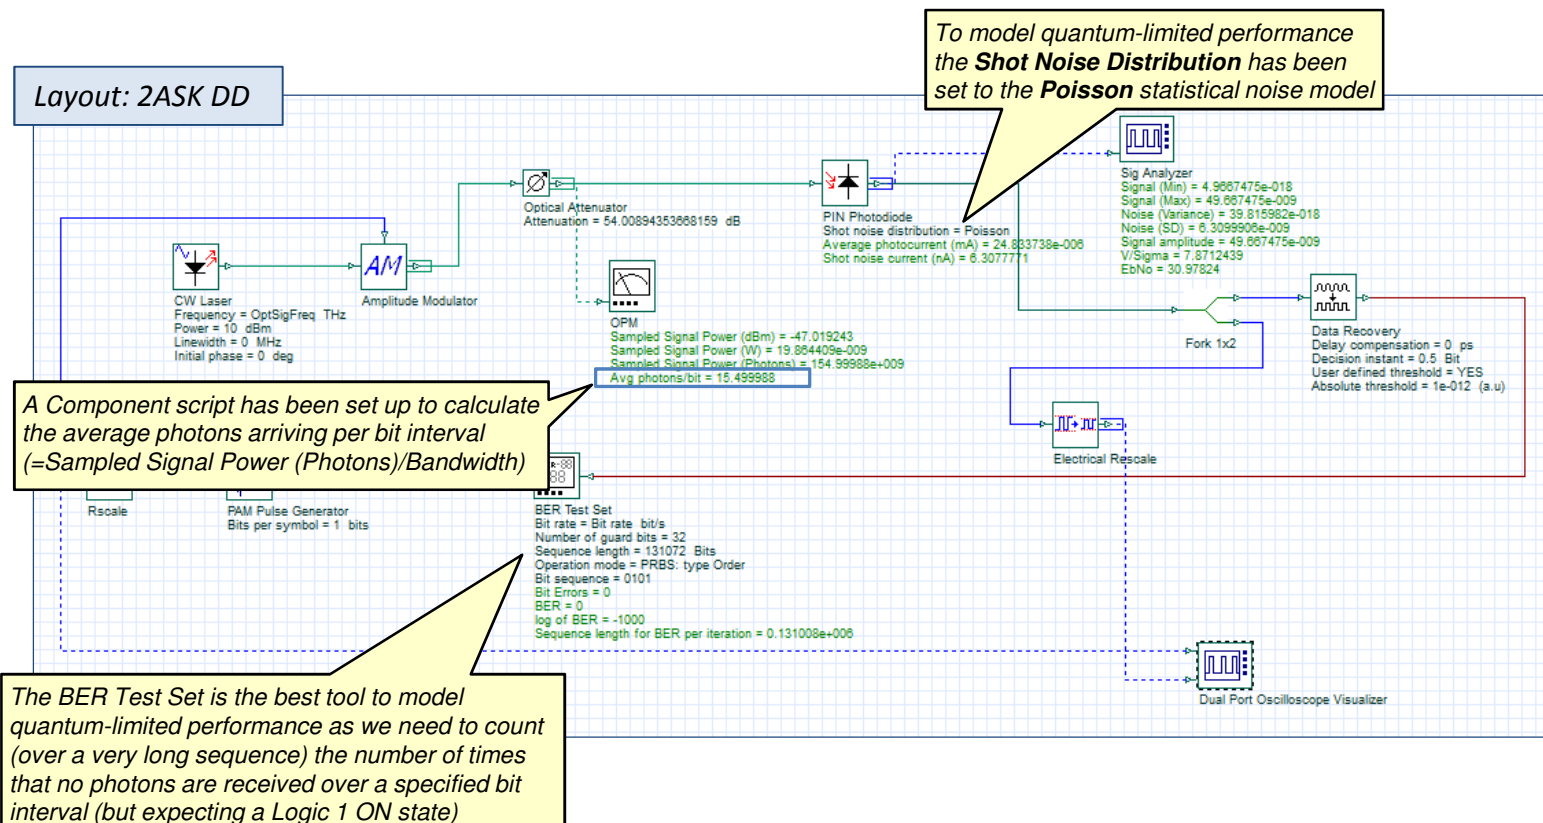 To model quantum-limited performance
the Shot Noise Distribution has been
set to the Poisson statistical noise model
Layout: 2ASK DD
Sig Analyzer
Signal (Min) = 4.9667475e-018
Signal (Max) = 49.667475e-009
Noise (Variance) = 39.815982e-018
Noise (SD) = 6.3099906e-009
Signal amplitude = 49.667475e-009
V/Sigma = 7.8712439
EbNo = 30.97824
Optical Attenuator
Attenuation = 54.00894353668159 dB
PIN Photodiode
Shot noise distribution = Poisson
Average photocurrent (mA) = 24.833738e-006
Shot noise current (nA) = 6.3077771
AM
CW Laser
Frequency = OptSigFreq THz
Power = 10 dBm
Linewidth = 0 MHz
Initial phase = 0 deg
Amplitude Modulator
OPM
Sampled Signal Power (dBm) = -47.019243
Sampled Signal Power (W) = 19.864409e-009
Sampled Signal Power (Photons) = 154.99988e+009
Avg photons/bit = 15.499988
Fork 1x2
Data Recovery
Delay compensation = 0 ps
Decision instant = 0.5 Bit
User defined threshold = YES
Absolute threshold = 1e-012 (a.u)
A Component script has been set up to calculate
the average photons arriving per bit interval
(=Sampled Signal Power (Photons)/Bandwidth)
Electrical Rescale
Rscale
PAM Pulse Generator
Bits per symbol = 1 bits
BER Test Set
Bit rate = Bit rate bit/s
Number of guard bits = 32
Sequence length = 131072 Bits
Operation mode = PRBS: type Order
Bit sequence = 0101
Bit Errors = 0
BER = 0
log of BER = -1000
Sequence length for BER per iteration = 0.131008e+006
Dual Port Oscilloscope Visualizer
The BER Test Set is the best tool to model
quantum-limited performance as we need to count
(over a very long sequence) the number of times
that no photons are received over a specified bit
interval (but expecting a Logic 1 ON state)